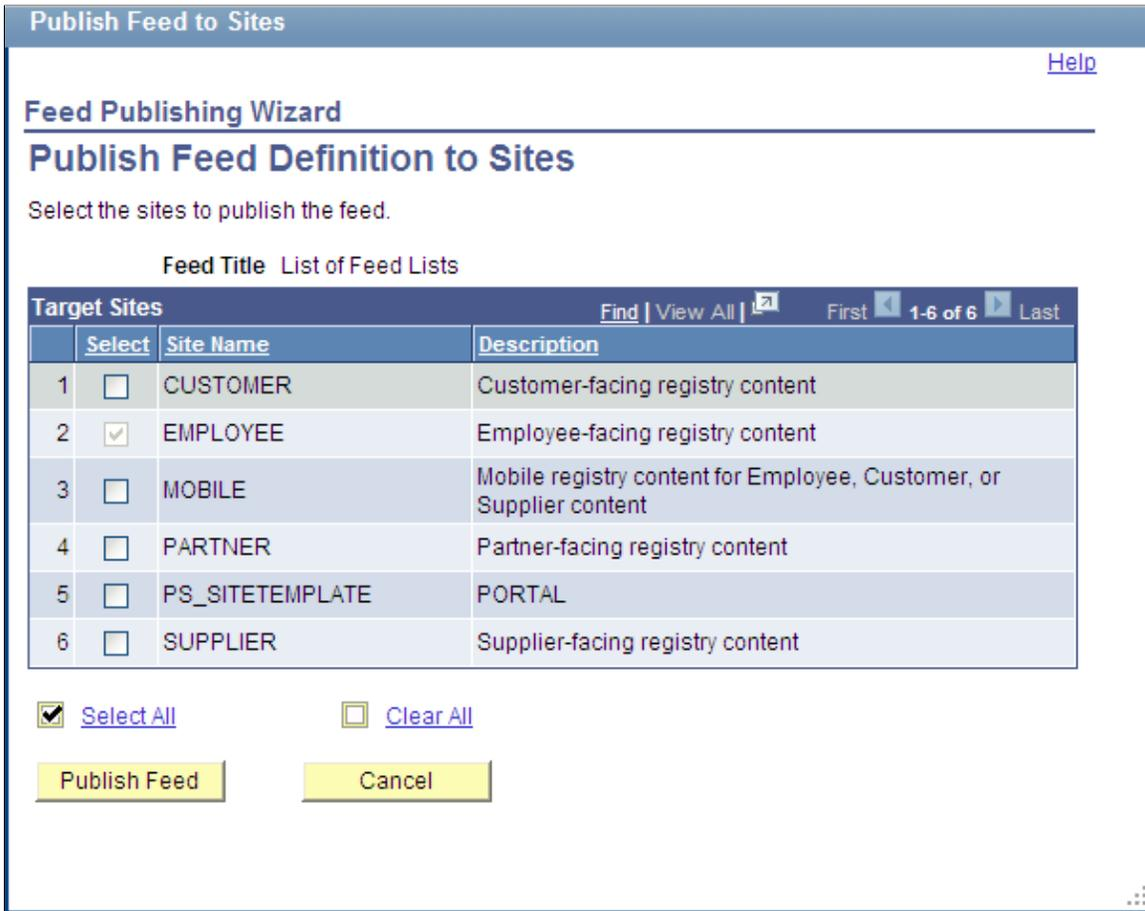 Publish Feed to Sites
Help
Feed Publishing Wizard
Publish Feed Definition to Sites
Select the sites to publish the feed.
Feed Title List of Feed Lists
Target Sites Find | View All | First 1-6 of 6 Last
Select Site Name Description
1 CUSTOMER Customer-facing registry content
2 EMPLOYEE Employee-facing registry content
3 MOBILE Mobile registry content for Employee, Customer, or
Supplier content
4 PARTNER Partner-facing registry content
5 PS_SITETEMPLATE PORTAL
6 SUPPLIER Supplier-facing registry content
Select All Clear All
Publish Feed Cancel